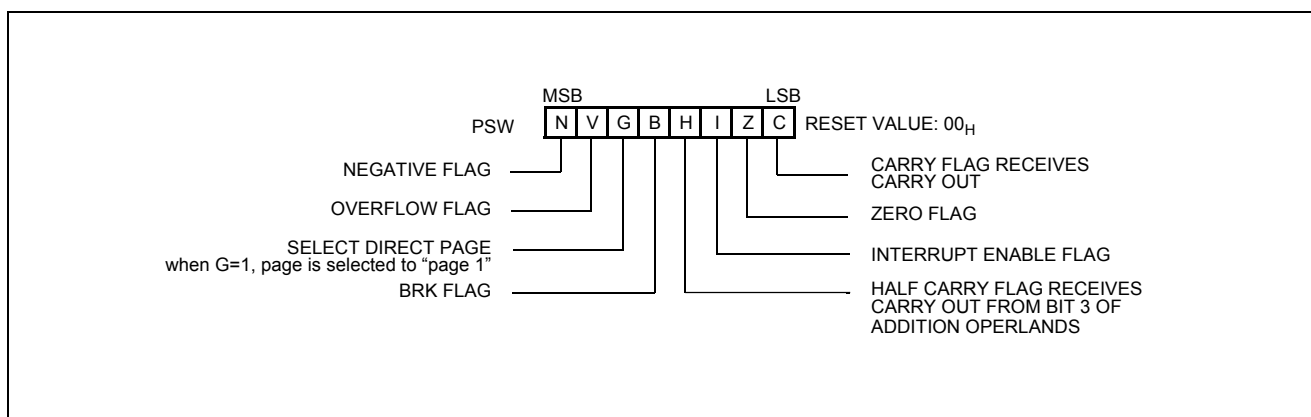 MSB LSB
PSW N V G B H I Z C RESET VALUE: 00H
NEGATIVE FLAG
OVERFLOW FLAG
SELECT DIRECT PAGE
when G=1, page is selected to “page 1”
BRK FLAG
CARRY FLAG RECEIVES
CARRY OUT
ZERO FLAG
INTERRUPT ENABLE FLAG
HALF CARRY FLAG RECEIVES
CARRY OUT FROM BIT 3 OF
ADDITION OPERLANDS